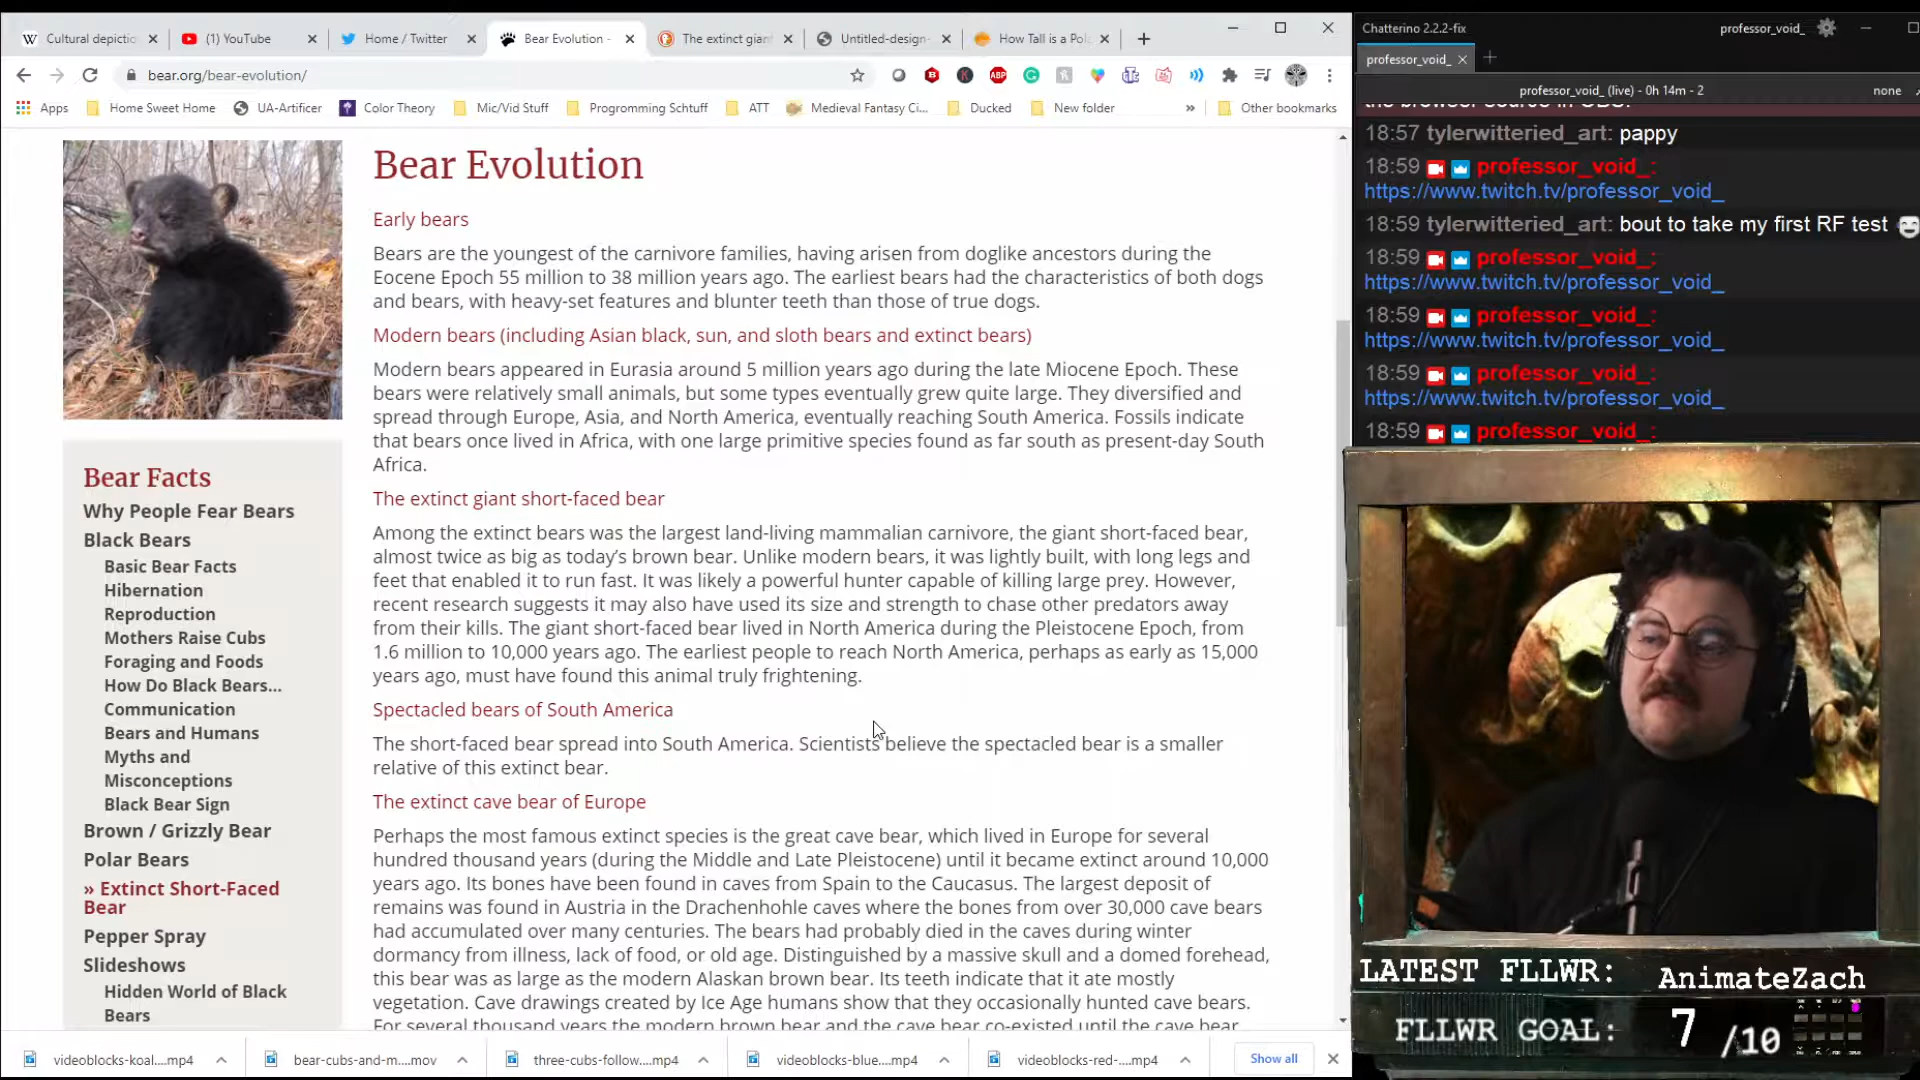 Cultural depictic
(1) YouTube
Home / Twitter
Bear Evolution -
The extinct gian
Untitled-design-
How Tall is a Pol
bear.org/bear-evolution/
Apps
Home Sweet Home
UA-Artificer
Color Theory
Mic/Vid Stuff
Programming Schtuff
ATT
Medieval Fantasy Ci...
Ducked
New folder
Other bookmarks
Bear Evolution
Early bears
Bears are the youngest of the carnivore families, having arisen from doglike ancestors during the
Eocene Epoch 55 million to 38 million years ago. The earliest bears had the characteristics of both dogs
and bears, with heavy-set features and blunter teeth than those of true dogs.
Modern bears (including Asian black, sun, and sloth bears and extinct bears)
Modern bears appeared in Eurasia around 5 million years ago during the late Miocene Epoch. These
bears were relatively small animals, but some types eventually grew quite large. They diversified and
spread through Europe, Asia, and North America, eventually reaching South America. Fossils indicate
that bears once lived in Africa, with one large primitive species found as far south as present-day South
Africa.
The extinct giant short-faced bear
Among the extinct bears was the largest land-living mammalian carnivore, the giant short-faced bear,
almost twice as big as today's brown bear. Unlike modern bears, it was lightly built, with long legs and
feet that enabled it to run fast. It was likely a powerful hunter capable of killing large prey. However,
recent research suggests it may also have used its size and strength to chase other predators away
from their kills. The giant short-faced bear lived in North America during the Pleistocene Epoch, from
1.6 million to 10,000 years ago. The earliest people to reach North America, perhaps as early as 15,000
years ago, must have found this animal truly frightening.
Spectacled bears of South America
The short-faced bear spread into South America. Scientists believe the spectacled bear is a smaller
relative of this extinct bear.
The extinct cave bear of Europe
Perhaps the most famous extinct species is the great cave bear, which lived in Europe for several
hundred thousand years (during the Middle and Late Pleistocene) until it became extinct around 10,000
years ago. Its bones have been found in caves from Spain to the Caucasus. The largest deposit of
remains was found in Austria in the Drachenhohle caves where the bones from over 30,000 cave bears
had accumulated over many centuries. The bears had probably died in the caves during winter
dormancy from illness, lack of food, or old age. Distinguished by a massive skull and a domed forehead,
this bear was as large as the modern Alaskan brown bear. Its teeth indicate that it ate mostly
vegetation. Cave drawings created by Ice Age humans show that they occasionally hunted cave bears.
For several thousand years the modern brown bear and the cave bear co-existed until the cave bear
Bear Facts
Why People Fear Bears
Black Bears
Basic Bear Facts
Hibernation
Reproduction
Mothers Raise Cubs
Foraging and Foods
How Do Black Bears...
Communication
Bears and Humans
Myths and
Misconceptions
Black Bear Sign
Brown / Grizzly Bear
Polar Bears
» Extinct Short-Faced
Bear
Pepper Spray
Slideshows
Hidden World of Black
Bears
videoblocks-koal....mp4
bear-cubs-and-m....mov
three-cubs-follow....mp4
videoblocks-blue....mp4
videoblocks-red-....mp4
Show all
Chatterino 2.2.2-fix
professor_void_
professor_void_
professor_void_ (live) - 0h 14m - 2
none
the browser source in OBS.
18:57 tylerwitteried_art: pappy
18:59 professor_void_:
https://www.twitch.tv/professor_void_
18:59 tylerwitteried_art: bout to take my first RF test
18:59 professor_void_:
https://www.twitch.tv/professor_void_
18:59 professor_void_:
https://www.twitch.tv/professor_void_
18:59 professor_void_:
https://www.twitch.tv/professor_void_
18:59 professor_void_:
LATEST FLLWR: AnimateZach
FLLWR GOAL: 7 /10